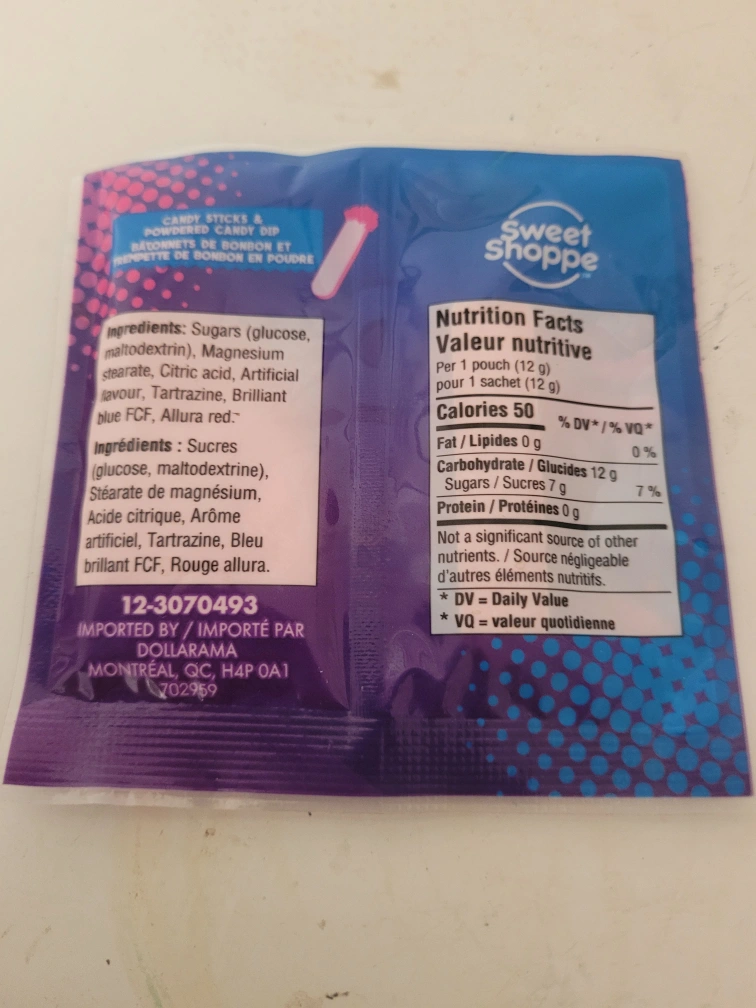 CANDY STICKS &
POWDERED CANDY DIP
BÂTONNETS DE BONBON ET
TREMPETTE DE BONBON EN POUDRE
Ingredients: Sugars (glucose,
maltodextrin), Magnesium
stearate, Citric acid, Artificial
flavour, Tartrazine, Brilliant
blue FCF, Allura red.
Ingrédients : Sucres
(glucose, maltodextrine),
Stéarate de magnésium,
Acide citrique, Arôme
artificiel, Tartrazine, Bleu
brillant FCF, Rouge allura.
12-3070493
IMPORTED BY / IMPORTÉ PAR
DOLLARAMA
MONTRÉAL, QC, H4P 0A1
702959
Sweet
Shoppe
TM
Nutrition Facts
Valeur nutritive
Per 1 pouch (12 g)
pour 1 sachet (12 g)
Calories 50 % DV* / % VQ*
Fat / Lipides 0 g 0 %
Carbohydrate / Glucides 12 g
Sugars / Sucres 7 g 7 %
Protein / Protéines 0 g
Not a significant source of other
nutrients. / Source négligeable
d'autres éléments nutritifs.
* DV = Daily Value
* VQ = valeur quotidienne